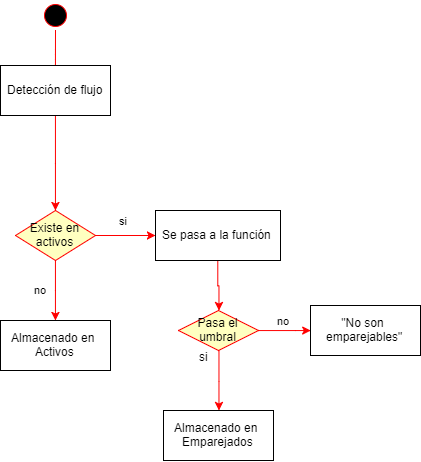 Detección de flujo
Existe en
activos
si
Se pasa a la función
no
Almacenado en
Activos
Pasa el
umbral
no
"No son
emparejables"
si
Almacenado en
Emparejados